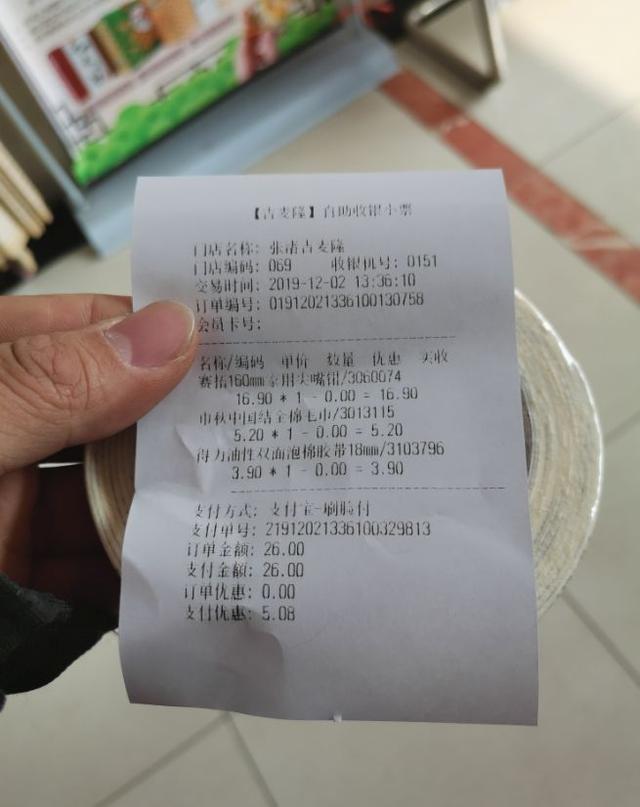 【吉麦隆】自助收银小票
门店名称: 张浦吉麦隆
门店编码: 069 收银机号: 0151
交易时间: 2019-12-02 13:36:10
订单编号: 01912021336100130758
会员卡号:
名称/编码 单价 数量 优惠 实收
赛拓160mm家用尖嘴钳/3060074
16.90 * 1 - 0.00 = 16.90
巾秋中国结全棉毛巾/3013115
5.20 * 1 - 0.00 = 5.20
得力油性双面泡棉胶带18mm/3103796
3.90 * 1 - 0.00 = 3.90
支付方式: 支付宝-刷脸付
支付单号: 21912021336100329813
订单金额: 26.00
支付金额: 26.00
订单优惠: 0.00
支付优惠: 5.08